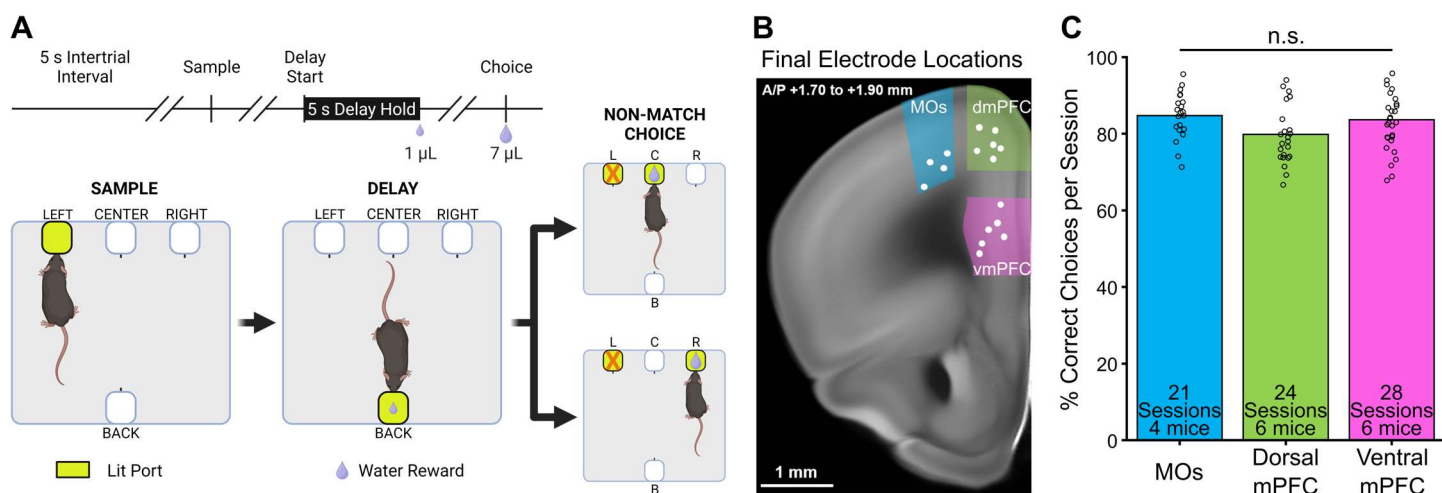 A
5 s Intertrial
Interval
Sample
Delay
Start
Choice
5 s Delay Hold
1 µL
7 µL
SAMPLE
LEFT
CENTER
RIGHT
BACK
DELAY
LEFT
CENTER
RIGHT
BACK
NON-MATCH
CHOICE
L
C
R
B
L
C
R
B
Lit Port
Water Reward
B
Final Electrode Locations
A/P +1.70 to +1.90 mm
MOs
dmPFC
vmPFC
1 mm
C
n.s.
% Correct Choices per Session
100
80
60
40
20
0
21
Sessions
4 mice
24
Sessions
6 mice
28
Sessions
6 mice
MOs
Dorsal
mPFC
Ventral
mPFC